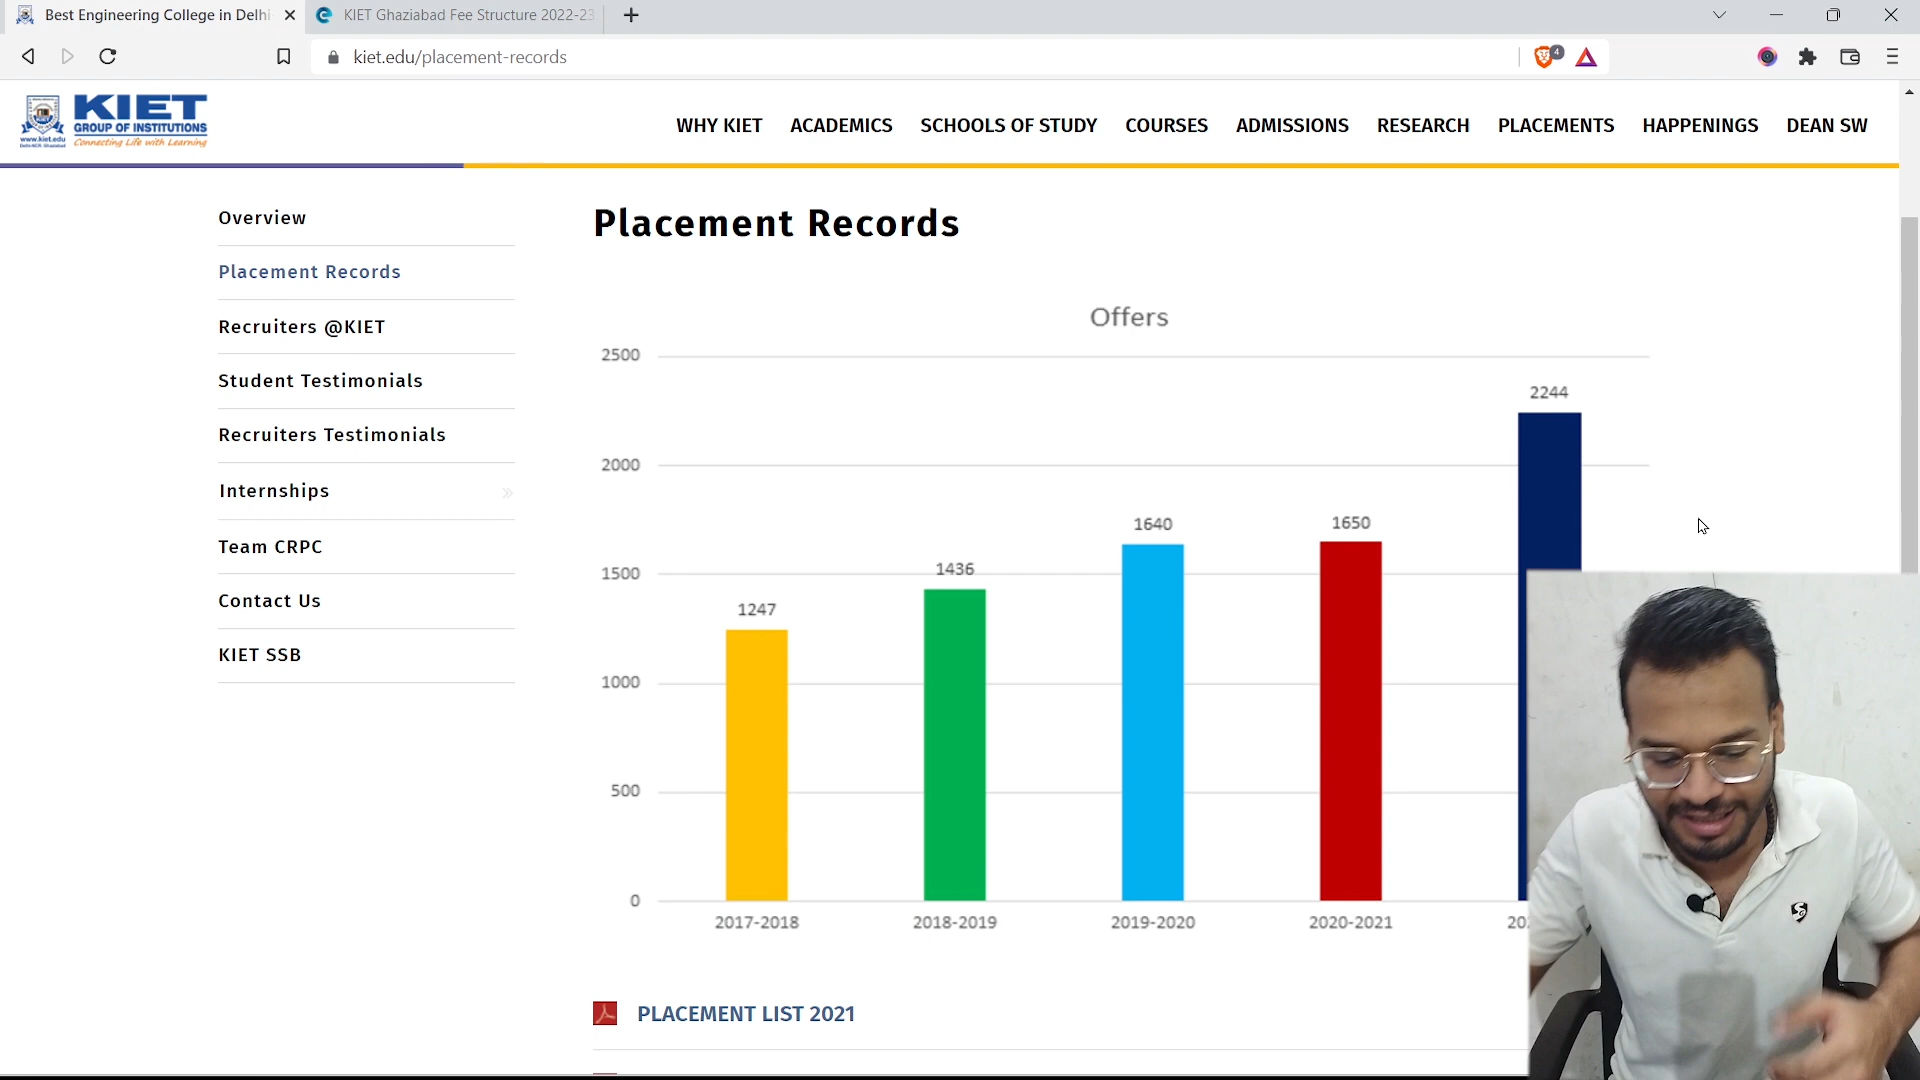 Best Engineering College in Delhi
KIET Ghaziabad Fee Structure 2022-23
kiet.edu/placement-records
4
KIET
GROUP OF INSTITUTIONS
Connecting Life with Learning
www.kiet.edu
WHY KIET
ACADEMICS
SCHOOLS OF STUDY
COURSES
ADMISSIONS
RESEARCH
PLACEMENTS
HAPPENINGS
DEAN SW
Overview
Placement Records
Recruiters @KIET
Student Testimonials
Recruiters Testimonials
Internships
Team CRPC
Contact Us
KIET SSB
Placement Records
Offers
2500
2000
1500
1000
500
0
1247
1436
1640
1650
2244
2017-2018
2018-2019
2019-2020
2020-2021
PLACEMENT LIST 2021